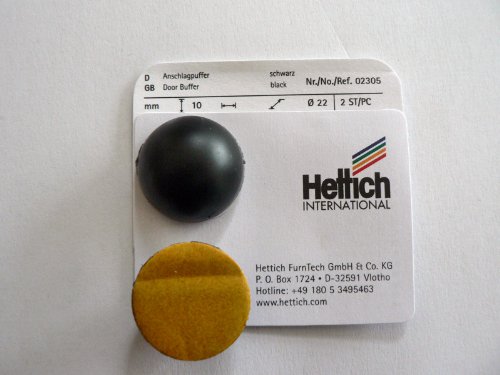 D Anschlagpuffer schwarz Nr./No./Ref. 02305
GB Door Buffer black
mm 10 Ø 22 2 ST/PC
Hettich
INTERNATIONAL
Hettich FurnTech GmbH & Co. KG
P. O. Box 1724 • D-32591 Vlotho
Hotline: +49 180 5 3495463
www.hettich.com